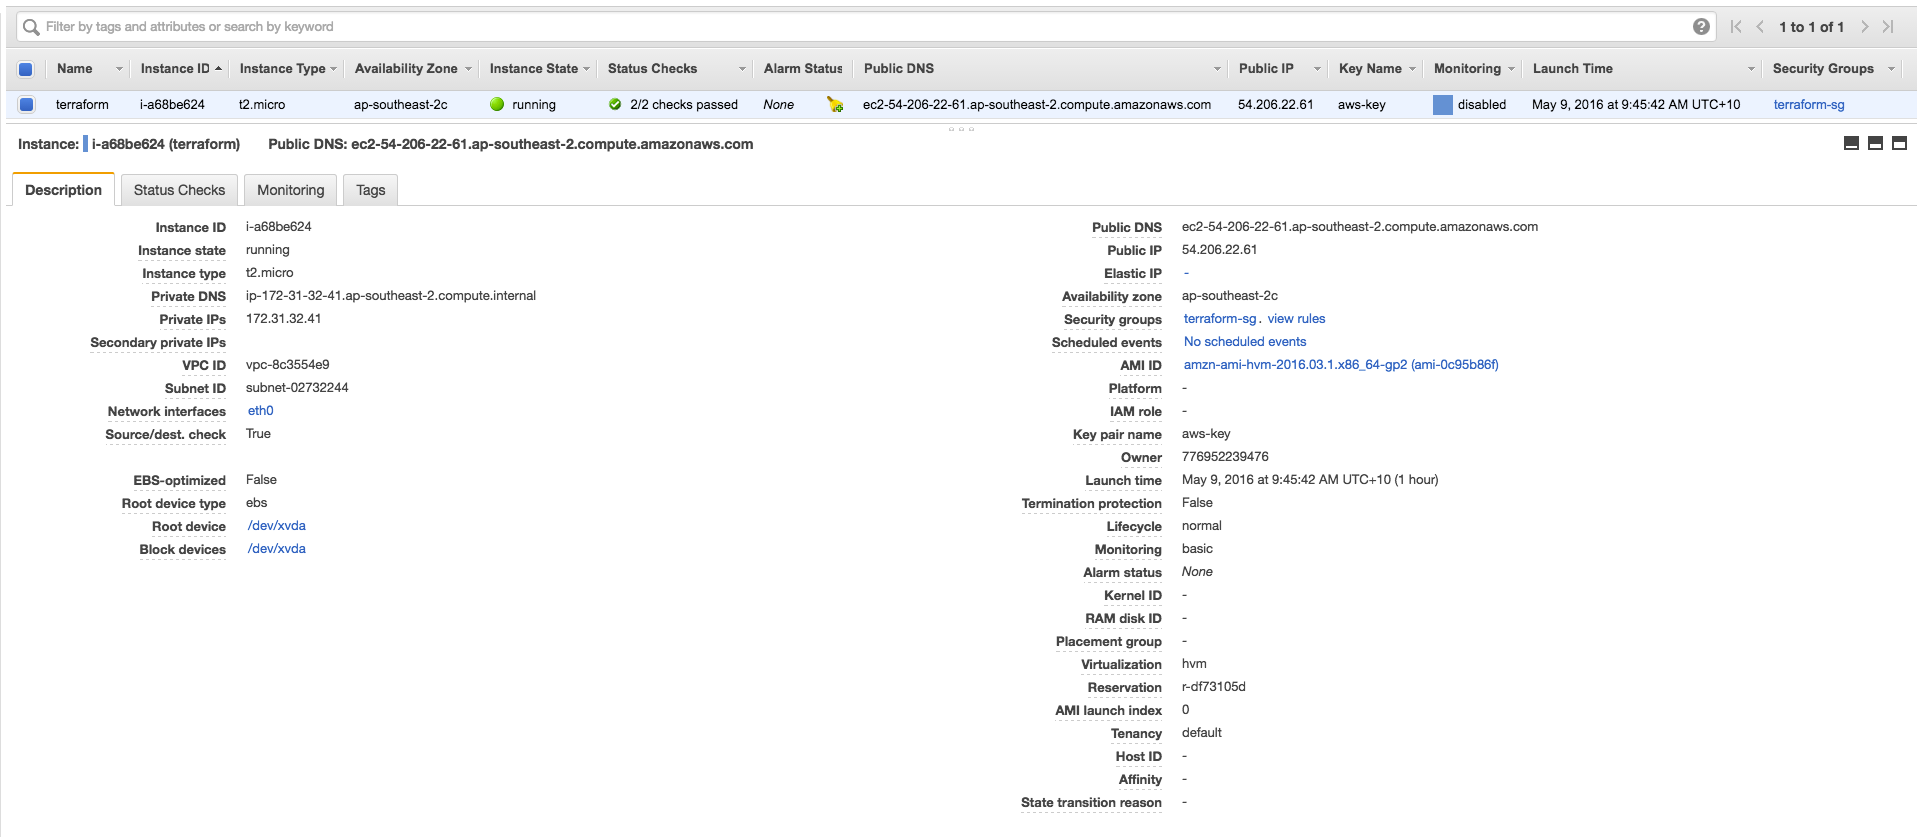 Filter by tags and attributes or search by keyword
? 1 to 1 of 1
Name Instance ID Instance Type Availability Zone Instance State Status Checks Alarm Status Public DNS Public IP Key Name Monitoring Launch Time Security Groups
terraform i-a68be624 t2.micro ap-southeast-2c running 2/2 checks passed None ec2-54-206-22-61.ap-southeast-2.compute.amazonaws.com 54.206.22.61 aws-key disabled May 9, 2016 at 9:45:42 AM UTC+10 terraform-sg
Instance: i-a68be624 (terraform) Public DNS: ec2-54-206-22-61.ap-southeast-2.compute.amazonaws.com
Description Status Checks Monitoring Tags
Instance ID i-a68be624
Instance state running
Instance type t2.micro
Private DNS ip-172-31-32-41.ap-southeast-2.compute.internal
Private IPs 172.31.32.41
Secondary private IPs
VPC ID vpc-8c3554e9
Subnet ID subnet-02732244
Network interfaces eth0
Source/dest. check True
EBS-optimized False
Root device type ebs
Root device /dev/xvda
Block devices /dev/xvda
Public DNS ec2-54-206-22-61.ap-southeast-2.compute.amazonaws.com
Public IP 54.206.22.61
Elastic IP -
Availability zone ap-southeast-2c
Security groups terraform-sg. view rules
Scheduled events No scheduled events
AMI ID amzn-ami-hvm-2016.03.1.x86_64-gp2 (ami-0c95b86f)
Platform -
IAM role -
Key pair name aws-key
Owner 776952239476
Launch time May 9, 2016 at 9:45:42 AM UTC+10 (1 hour)
Termination protection False
Lifecycle normal
Monitoring basic
Alarm status None
Kernel ID -
RAM disk ID -
Placement group -
Virtualization hvm
Reservation r-df73105d
AMI launch index 0
Tenancy default
Host ID -
Affinity -
State transition reason -